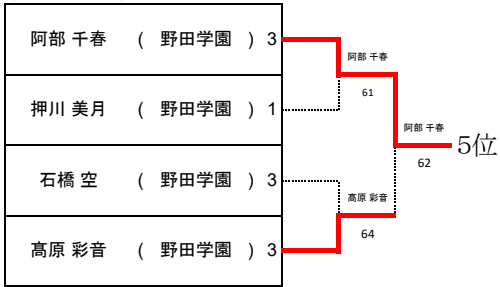 阿部 千春 ( 野田学園 ) 3
阿部 千春
押川 美月 ( 野田学園 ) 1
61
阿部 千春
5位
62
石橋 空 ( 野田学園 ) 3
髙原 彩音
64
髙原 彩音 ( 野田学園 ) 3